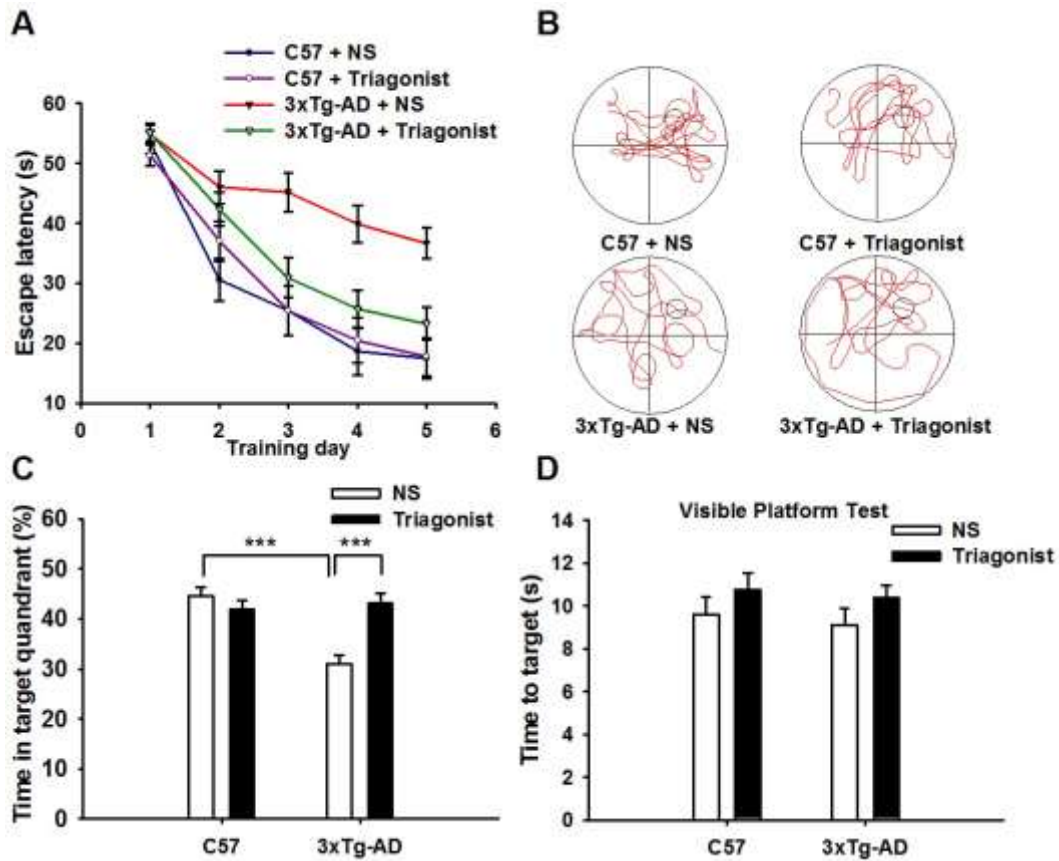 A
C57 + NS
C57 + Triagonist
3xTg-AD + NS
3xTg-AD + Triagonist
60
50
40
30
20
10
Escape latency (s)
0 1 2 3 4 5 6
Training day
B
C57 + NS
C57 + Triagonist
3xTg-AD + NS
3xTg-AD + Triagonist
C
NS
Triagonist
60
50
40
30
20
10
0
Time in target quandrant (%)
*** ***
C57 3xTg-AD
D
Visible Platform Test
NS
Triagonist
14
12
10
8
6
4
2
0
Time to target (s)
C57 3xTg-AD